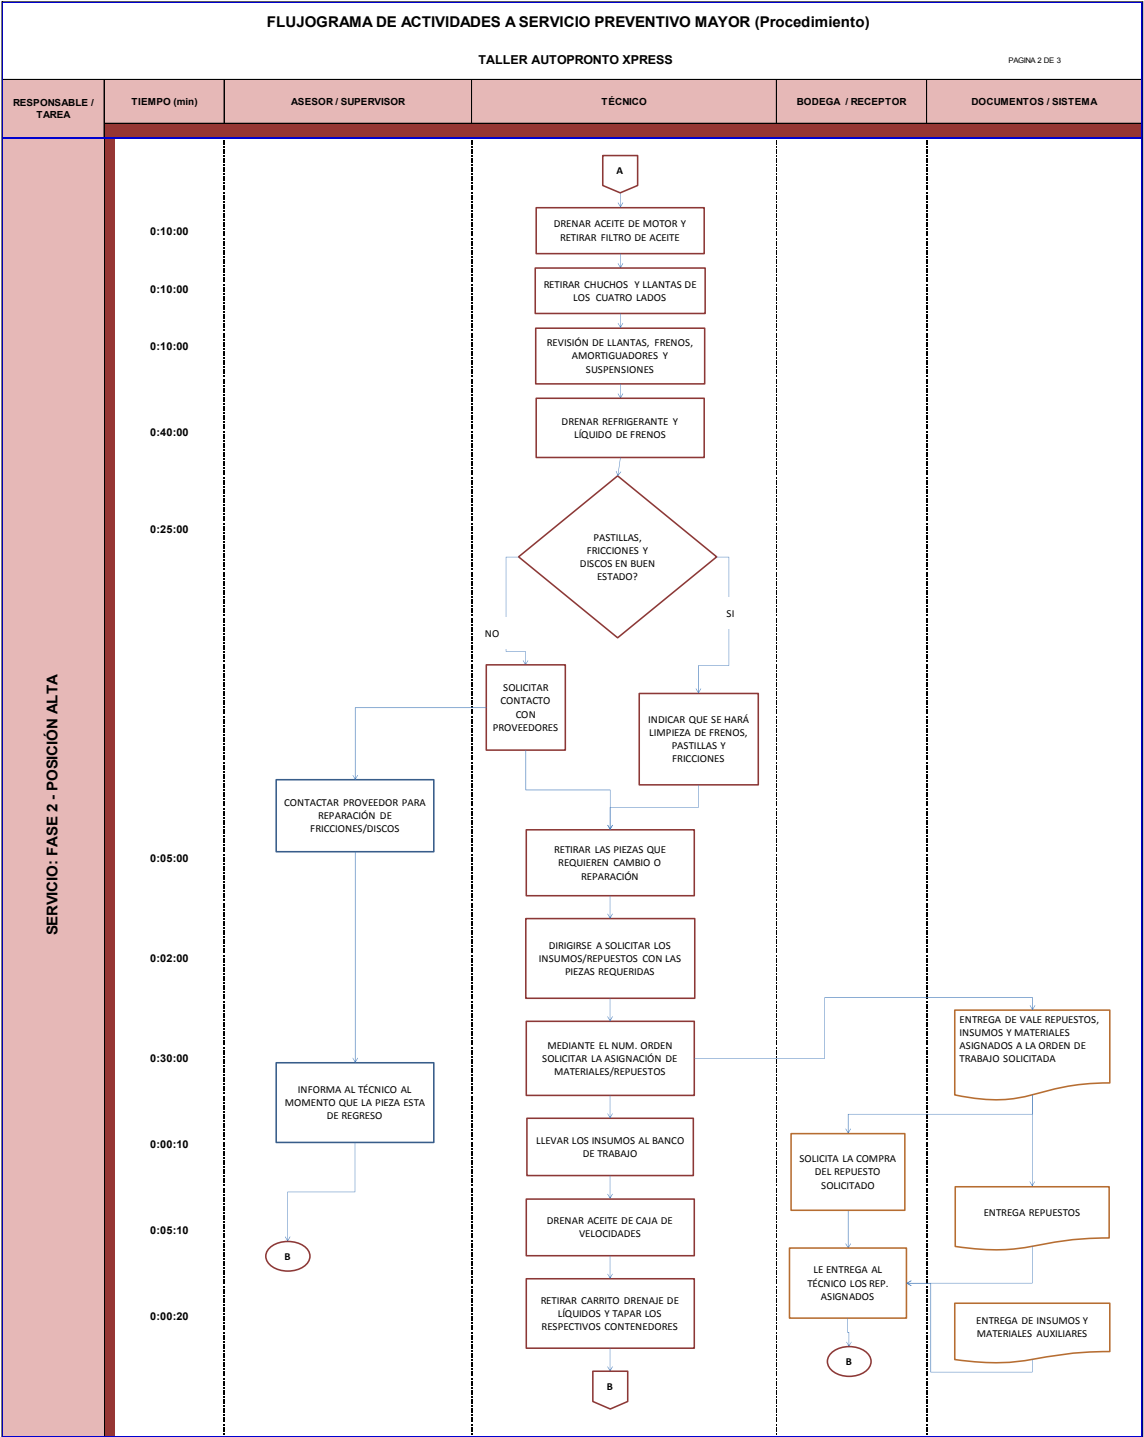 FLUJOGRAMA DE ACTIVIDADES A SERVICIO PREVENTIVO MAYOR (Procedimiento)
TALLER AUTOPRONTO XPRESS
PAGINA 2 DE 3
RESPONSABLE /
TAREA
TIEMPO (min)
ASESOR / SUPERVISOR
TÉCNICO
BODEGA / RECEPTOR
DOCUMENTOS / SISTEMA
SERVICIO: FASE 2 - POSICIÓN ALTA
A
0:10:00
DRENAR ACEITE DE MOTOR Y
RETIRAR FILTRO DE ACEITE
0:10:00
RETIRAR CHUCHOS Y LLANTAS DE
LOS CUATRO LADOS
0:10:00
REVISIÓN DE LLANTAS, FRENOS,
AMORTIGUADORES Y
SUSPENSIONES
0:40:00
DRENAR REFRIGERANTE Y
LÍQUIDO DE FRENOS
0:25:00
PASTILLAS,
FRICCIONES Y
DISCOS EN BUEN
ESTADO?
SI
NO
SOLICITAR
CONTACTO
CON
PROVEEDORES
INDICAR QUE SE HARÁ
LIMPIEZA DE FRENOS,
PASTILLAS Y
FRICCIONES
CONTACTAR PROVEEDOR PARA
REPARACIÓN DE
FRICCIONES/DISCOS
0:05:00
RETIRAR LAS PIEZAS QUE
REQUIEREN CAMBIO O
REPARACIÓN
0:02:00
DIRIGIRSE A SOLICITAR LOS
INSUMOS/REPUESTOS CON LAS
PIEZAS REQUERIDAS
0:30:00
MEDIANTE EL NUM. ORDEN
SOLICITAR LA ASIGNACIÓN DE
MATERIALES/REPUESTOS
ENTREGA DE VALE REPUESTOS,
INSUMOS Y MATERIALES
ASIGNADOS A LA ORDEN DE
TRABAJO SOLICITADA
INFORMA AL TÉCNICO AL
MOMENTO QUE LA PIEZA ESTA
DE REGRESO
0:00:10
LLEVAR LOS INSUMOS AL BANCO
DE TRABAJO
SOLICITA LA COMPRA
DEL REPUESTO
SOLICITADO
ENTREGA REPUESTOS
0:05:10
DRENAR ACEITE DE CAJA DE
VELOCIDADES
B
LE ENTREGA AL
TÉCNICO LOS REP.
ASIGNADOS
0:00:20
RETIRAR CARRITO DRENAJE DE
LÍQUIDOS Y TAPAR LOS
RESPECTIVOS CONTENEDORES
ENTREGA DE INSUMOS Y
MATERIALES AUXILIARES
B
B